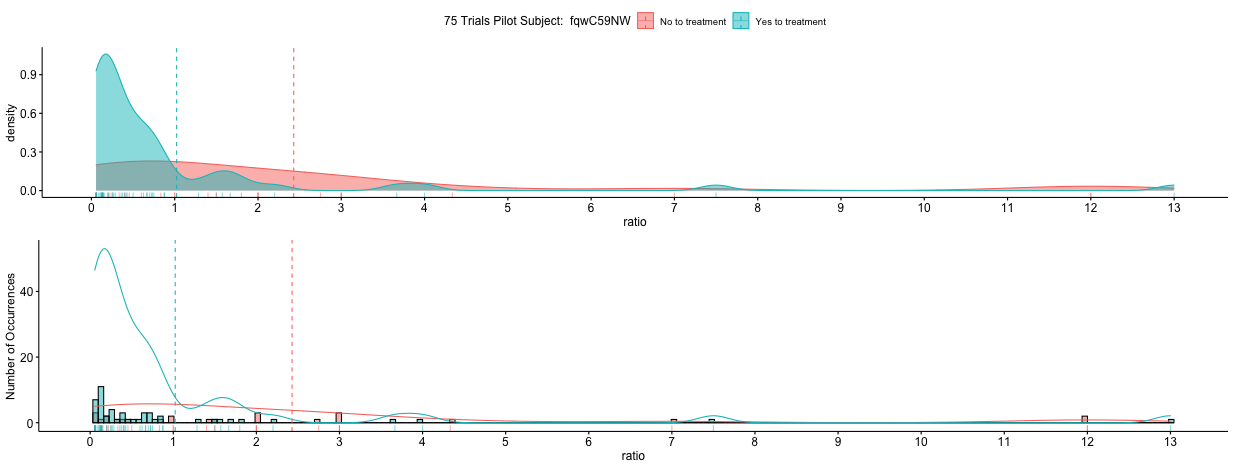 75 Trials Pilot Subject: fqwC59NW No to treatment Yes to treatment
density
0.9
0.6
0.3
0.0
0 1 2 3 4 5 6 7 8 9 10 11 12 13
ratio
Number of Occurrences
40
20
0
0 1 2 3 4 5 6 7 8 9 10 11 12 13
ratio